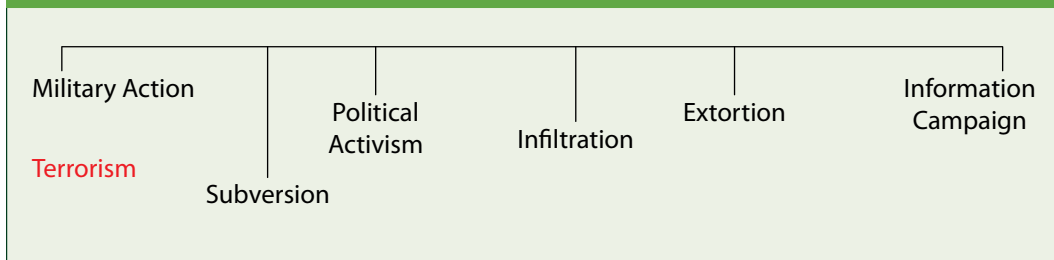 Military Action
Terrorism
Subversion
Political
Activism
Infiltration
Extortion
Information
Campaign